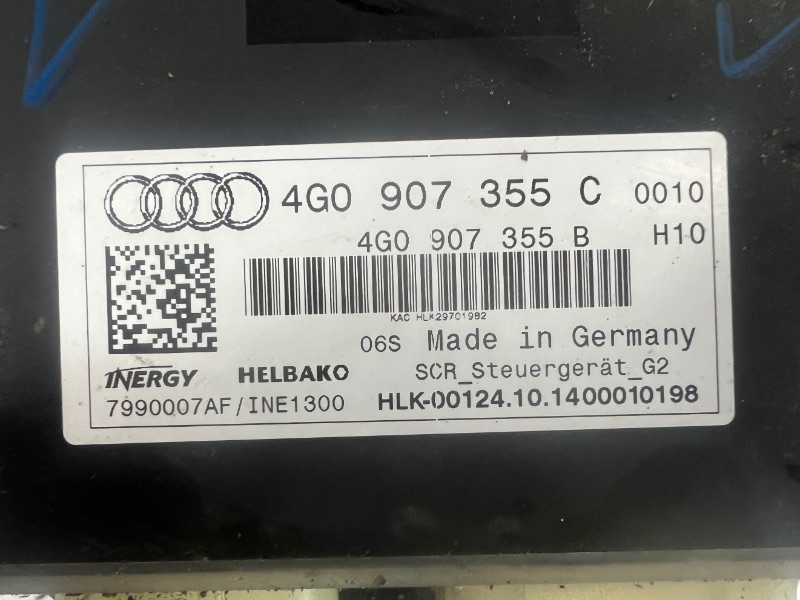 4G0 907 355 C 0010
4G0 907 355 B H10
KAC HLK29701982
06S Made in Germany
INERGY HELBAKO SCR_Steuergerät_G2
7990007AF/INE1300 HLK-00124.10.1400010198